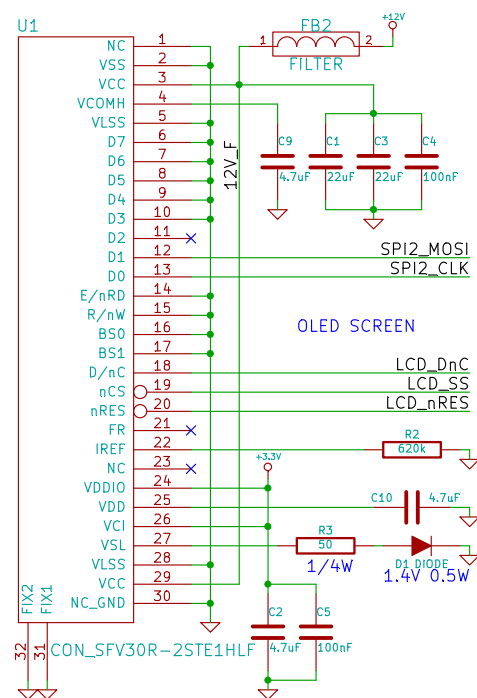 U1
NC 1
VSS 2
VCC 3
VCOMH 4
VLSS 5
D7 6
D6 7
D5 8
D4 9
D3 10
D2 11
D1 12
D0 13
E/nRD 14
R/nW 15
BS0 16
BS1 17
D/nC 18
nCS 19
nRES 20
FR 21
IREF 22
NC 23
VDDIO 24
VDD 25
VCI 26
VSL 27
VLSS 28
VCC 29
NC_GND 30
FIX2 32
FIX1 31
CON_SFV30R-2STE1HLF
FB2
1 2
FILTER
+12V
12V_F
C9
4.7uF
C1
22uF
C3
22uF
C4
100nF
SPI2_MOSI
SPI2_CLK
OLED SCREEN
LCD_DnC
LCD_SS
LCD_nRES
R2
620k
+3.3V
C10 4.7uF
R3
50
1/4W
D1 DIODE
1.4V 0.5W
C2
4.7uF
C5
100nF